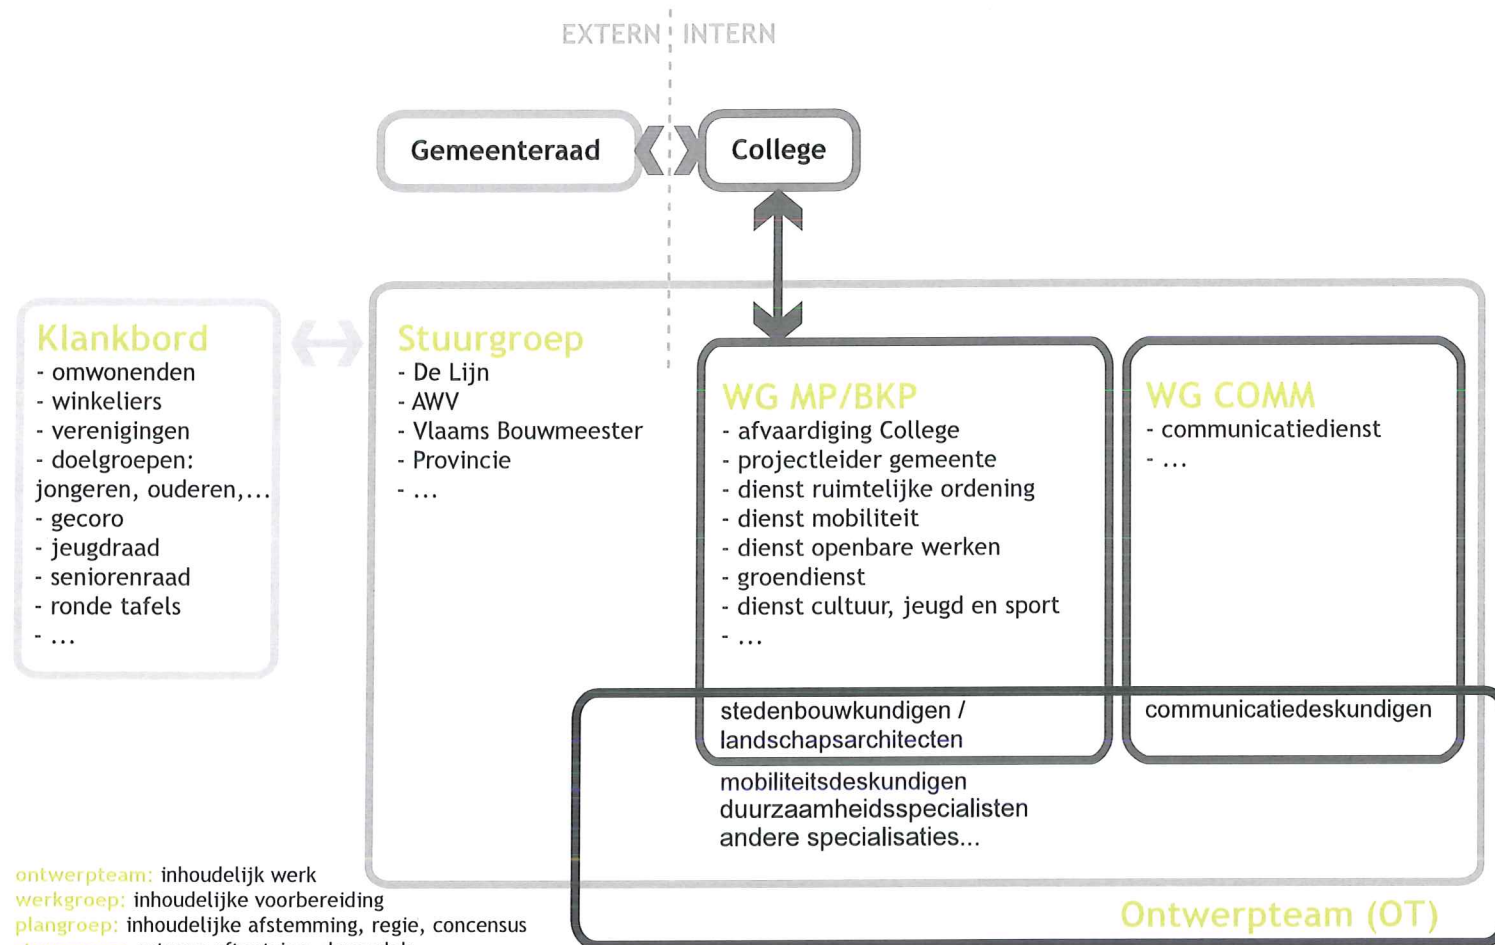 EXTERN INTERN
Gemeenteraad
College
Klankbord
- omwonenden
- winkeliers
- verenigingen
- doelgroepen:
jongeren, ouderen,...
- gecoro
- jeugdraad
- seniorenraad
- ronde tafels
- ...
Stuurgroep
- De Lijn
- AWV
- Vlaams Bouwmeester
- Provincie
- ...
WG MP/BKP
- afvaardiging College
- projectleider gemeente
- dienst ruimtelijke ordening
- dienst mobiliteit
- dienst openbare werken
- groendienst
- dienst cultuur, jeugd en sport
- ...
stedenbouwkundigen /
landschapsarchitecten
mobiliteitsdeskundigen
duurzaamheidsspecialisten
andere specialisaties...
WG COMM
- communicatiedienst
- ...
communicatiedeskundigen
Ontwerpteam (OT)
ontwerpteam: inhoudelijk werk
werkgroep: inhoudelijke voorbereiding
plangroep: inhoudelijke afstemming, regie, concensus